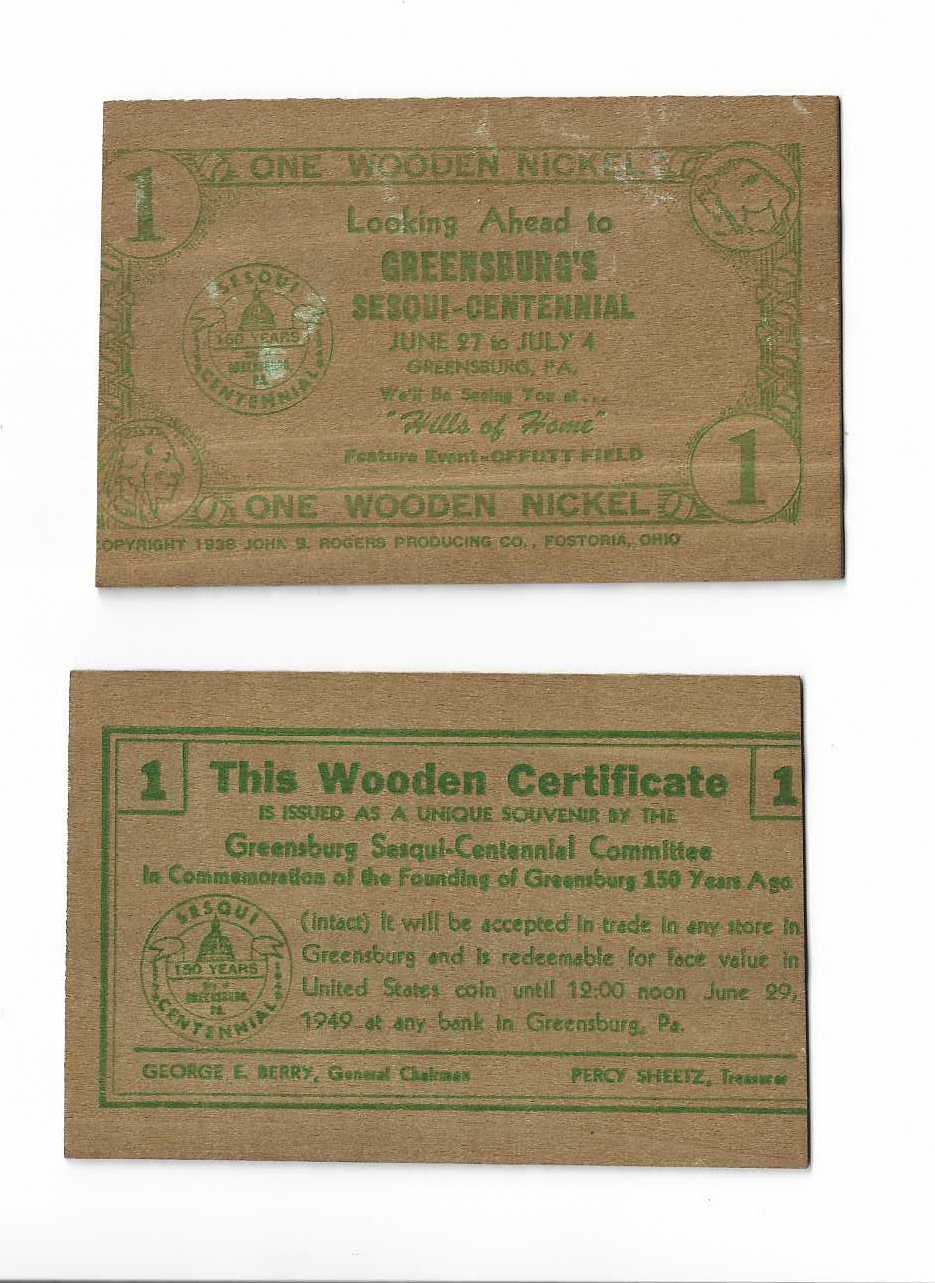 1
ONE WOODEN NICKEL
Looking Ahead to
GREENSBURG'S
SESQUI-CENTENNIAL
JUNE 27 to JULY 4
GREENSBURG, PA.
We'll Be Seeing You at...
"Hills of Home"
Feature Event-OFFUTT FIELD
SESQUI
150 YEARS
GREENSBURG
PA.
CENTENNIAL
1
ONE WOODEN NICKEL
OPYRIGHT 1938 JOHN B. ROGERS PRODUCING CO., FOSTORIA, OHIO
1
This Wooden Certificate
1
IS ISSUED AS A UNIQUE SOUVENIR BY THE
Greensburg Sesqui-Centennial Committee
In Commemoration of the Founding of Greensburg 150 Years Ago
SESQUI
150 YEARS
GREENSBURG,
PA.
CENTENNIAL
(Intact) It will be accepted in trade in any store in
Greensburg and is redeemable for face value in
United States coin until 12:00 noon June 29,
1949 at any bank in Greensburg, Pa.
GEORGE E. BERRY, General Chairman
PERCY SHEETZ, Treasurer